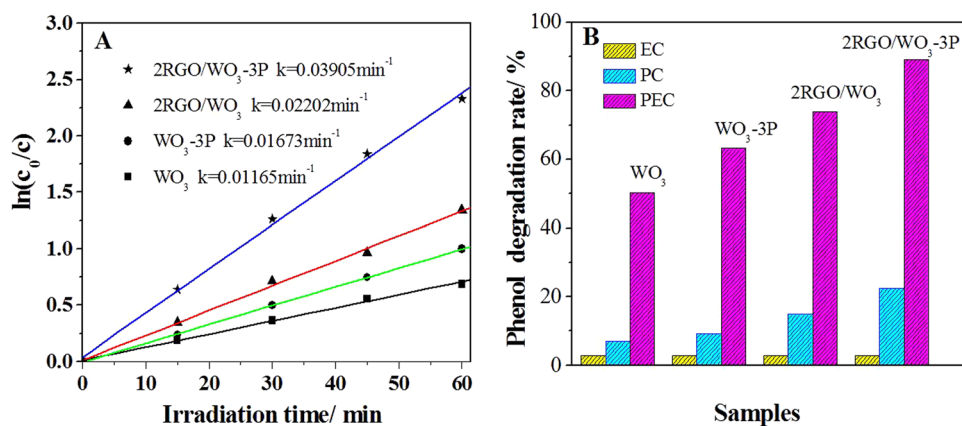 A
2RGO/WO₃-3P k=0.03905min⁻¹
2RGO/WO₃ k=0.02202min⁻¹
WO₃-3P k=0.01673min⁻¹
WO₃ k=0.01165min⁻¹
ln(c₀/c)
3.0
2.5
2.0
1.5
1.0
0.5
0.0
0
10
20
30
40
50
60
Irradiation time/ min
B
EC
PC
PEC
WO₃
WO₃-3P
2RGO/WO₃
2RGO/WO₃-3P
Phenol degradation rate/ %
100
80
60
40
20
0
Samples